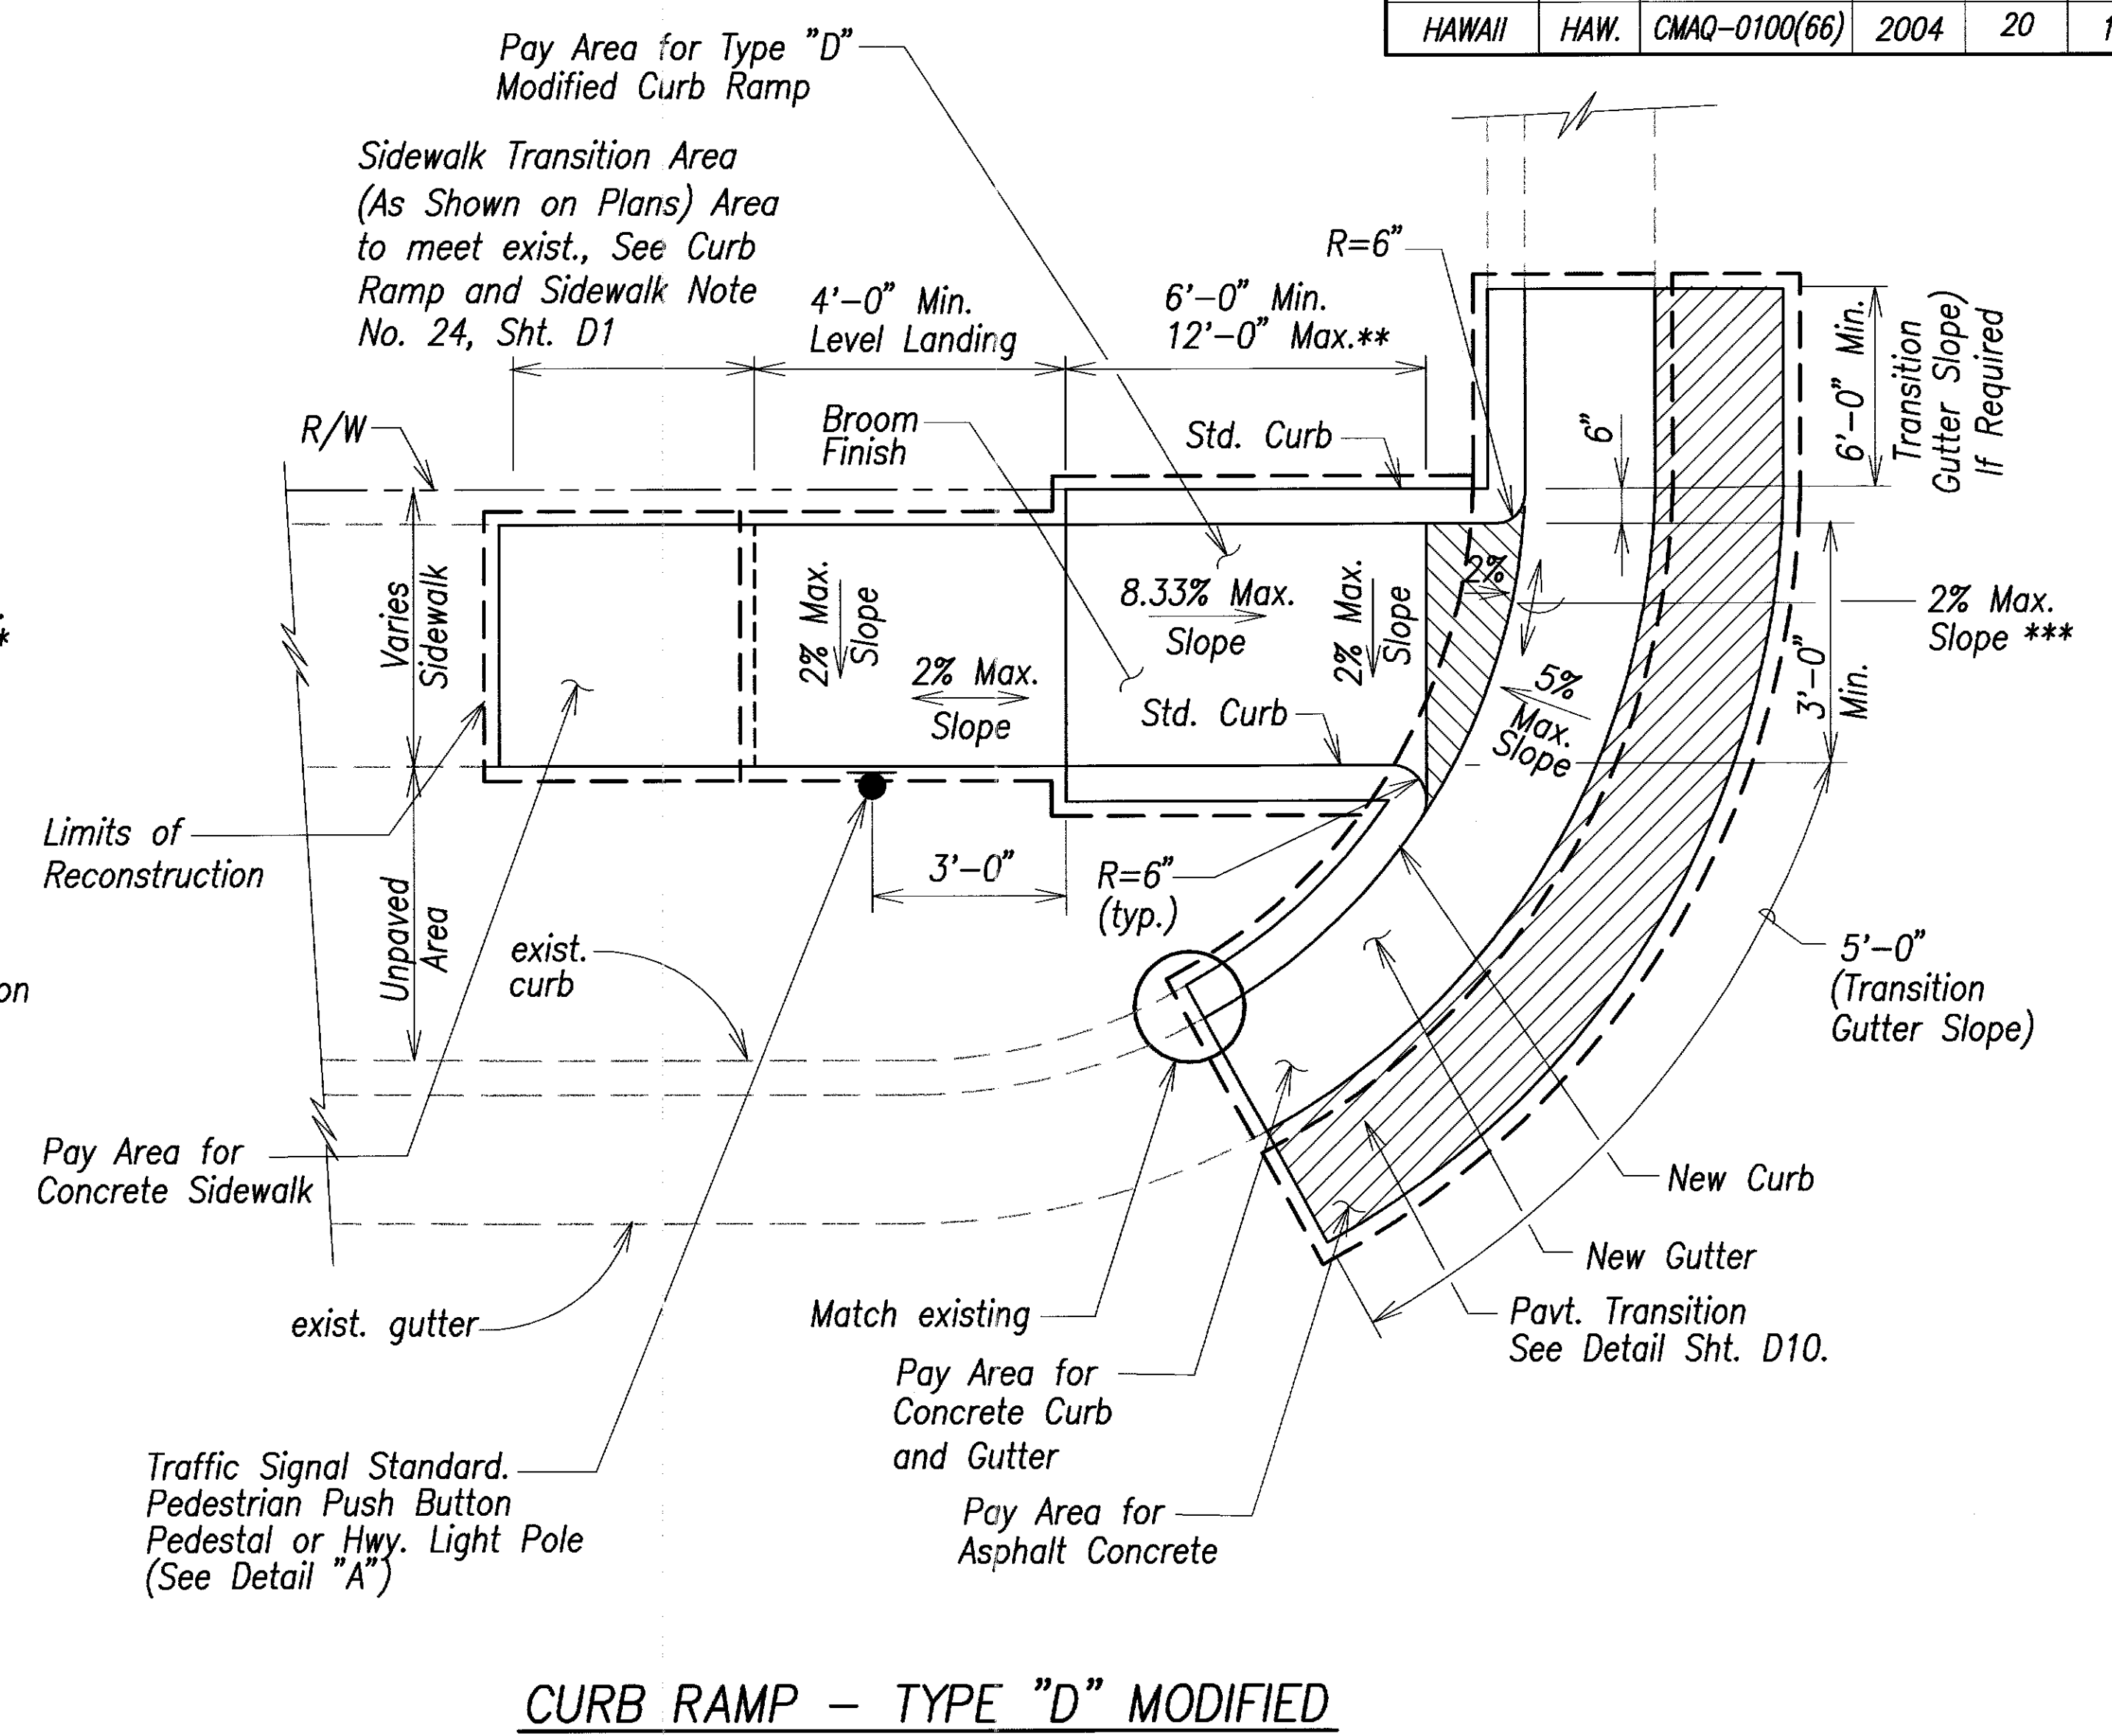 HAWAII HAW. CMAQ-0100(66) 2004 20
Pay Area for Type "D"
Modified Curb Ramp
Sidewalk Transition Area
(As Shown on Plans) Area
to meet exist., See Curb
Ramp and Sidewalk Note
No. 24, Sht. D1
4'-0" Min.
Level Landing
6'-0" Min.
12'-0" Max.**
R=6"
R/W
Broom
Finish
Std. Curb
6"
6'-0" Min.
Transition
Gutter Slope)
If Required
Varies
Sidewalk
2% Max.
Slope
2% Max.
Slope
8.33% Max.
Slope
2% Max.
Slope
2%
Std. Curb
5%
Max.
Slope
3'-0"
Min.
2% Max.
Slope ***
*
on
Limits of
Reconstruction
Unpaved
Area
3'-0"
R=6"
(typ.)
exist.
curb
5'-0"
(Transition
Gutter Slope)
Pay Area for
Concrete Sidewalk
New Curb
New Gutter
exist. gutter
Match existing
Pavt. Transition
See Detail Sht. D10.
Pay Area for
Concrete Curb
and Gutter
Pay Area for
Asphalt Concrete
Traffic Signal Standard.
Pedestrian Push Button
Pedestal or Hwy. Light Pole
(See Detail "A")
CURB RAMP - TYPE "D" MODIFIED